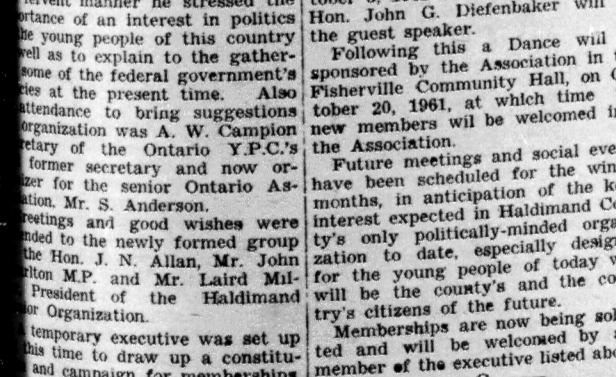 manner he stressed the
ortance of an interest in politics
the young people of this country
well as to explain to the gather-
some of the federal government's
cies at the present time. Also
attendance to bring suggestions
organization was A. W. Campion
retary of the Ontario Y.P.C.'s
former secretary and now or-
zer for the senior Ontario As-
ation, Mr. S. Anderson.
reetings and good wishes were
nded to the newly formed group
the Hon. J. N. Allan, Mr. John
rlton M.P. and Mr. Laird Mil-
President of the Haldimand
or Organization.
temporary executive was set up
this time to draw up a constitu-
and campaign for memberships
Hon. John G. Diefenbaker will
the guest speaker.
Following this a Dance will
sponsored by the Association in
Fisherville Community Hall, on
tober 20, 1961, at which time
new members wil be welcomed i
the Association.
Future meetings and social eve
have been scheduled for the win
months, in anticipation of the
interest expected in Haldimand Co
ty's only politically-minded orga
zation to date, especially desig
for the young people of today
will be the county's and the co
try's citizens of the future.
Memberships are now being sol
ted and will be welcomed by
member of the executive listed abo